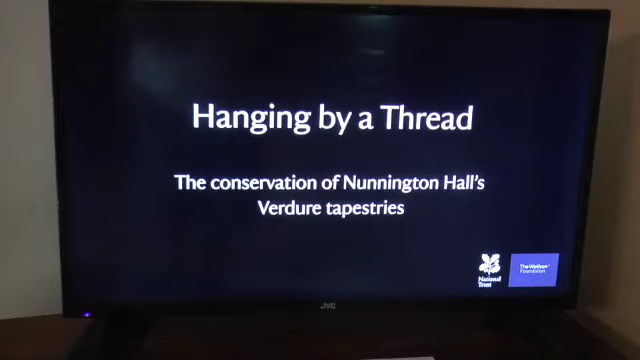 Hanging by a Thread
The conservation of Nunnington Hall's
Verdure tapestries
National
Trust
The Wolfson
Foundation
JVC